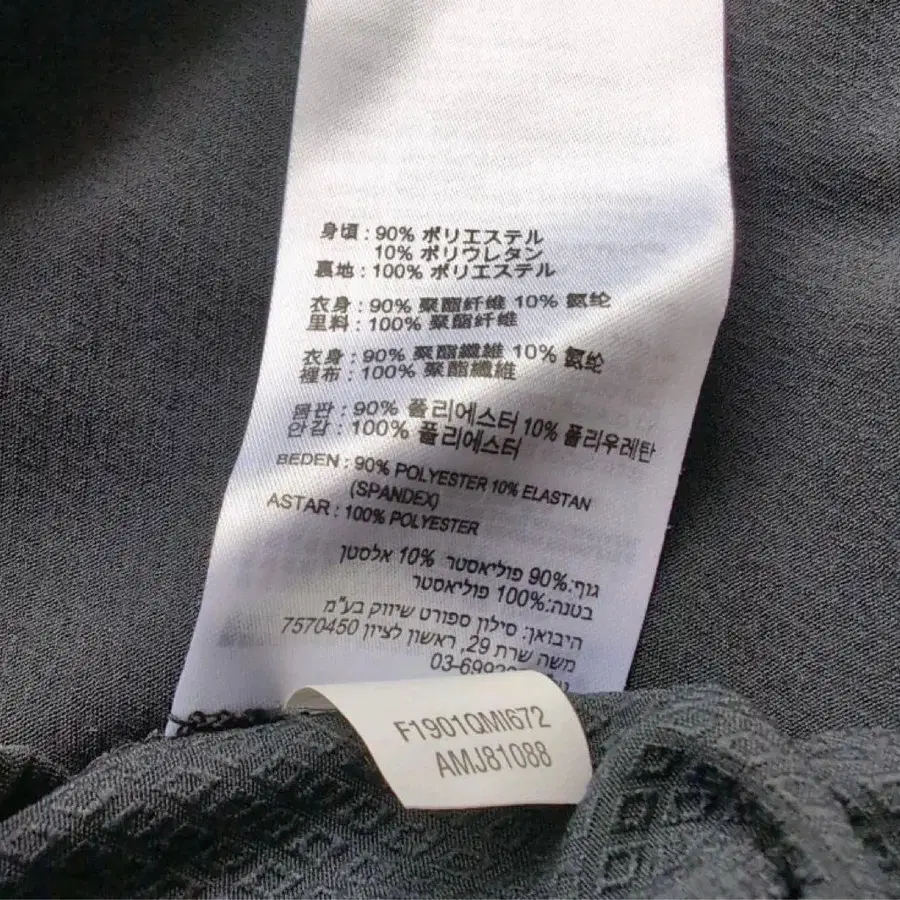 身頃 : 90% ポリエステル
10% ポリウレタン
裏地 : 100% ポリエステル
衣身 : 90% 聚酯纤维 10% 氨纶
里料 : 100% 聚酯纤维
衣身 : 90% 聚酯纖維 10% 氨纶
裡布 : 100% 聚酯纖維
몸판 : 90% 폴리에스터 10% 폴리우레탄
안감 : 100% 폴리에스터
BEDEN : 90% POLYESTER 10% ELASTAN
(SPANDEX)
ASTAR : 100% POLYESTER
גוף:90% פוליאסטר 10% אלסטן
בטנה:100% פוליאסטר
היבואן: סילון ספורט שיווק בע"מ
משה שרת 29, ראשון לציון 7570450
03-699
F1901QMI672
AMJ81088